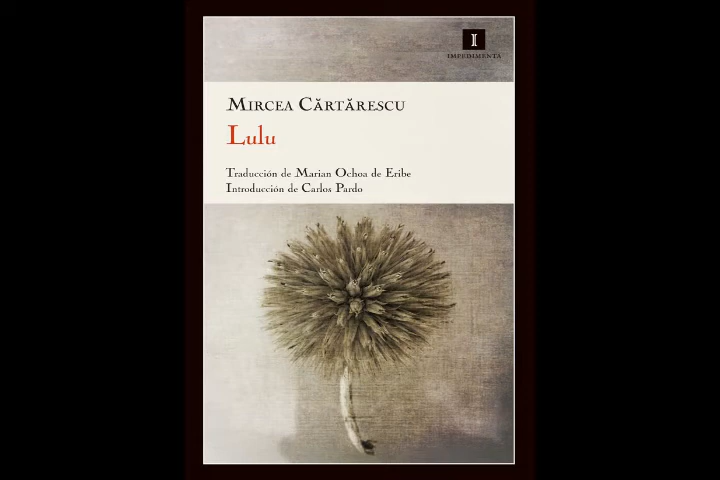 I
IMPEDIMENTA
MIRCEA CĂRTĂRESCU
Lulu
Traducción de Marian Ochoa de Eribe
Introducción de Carlos Pardo